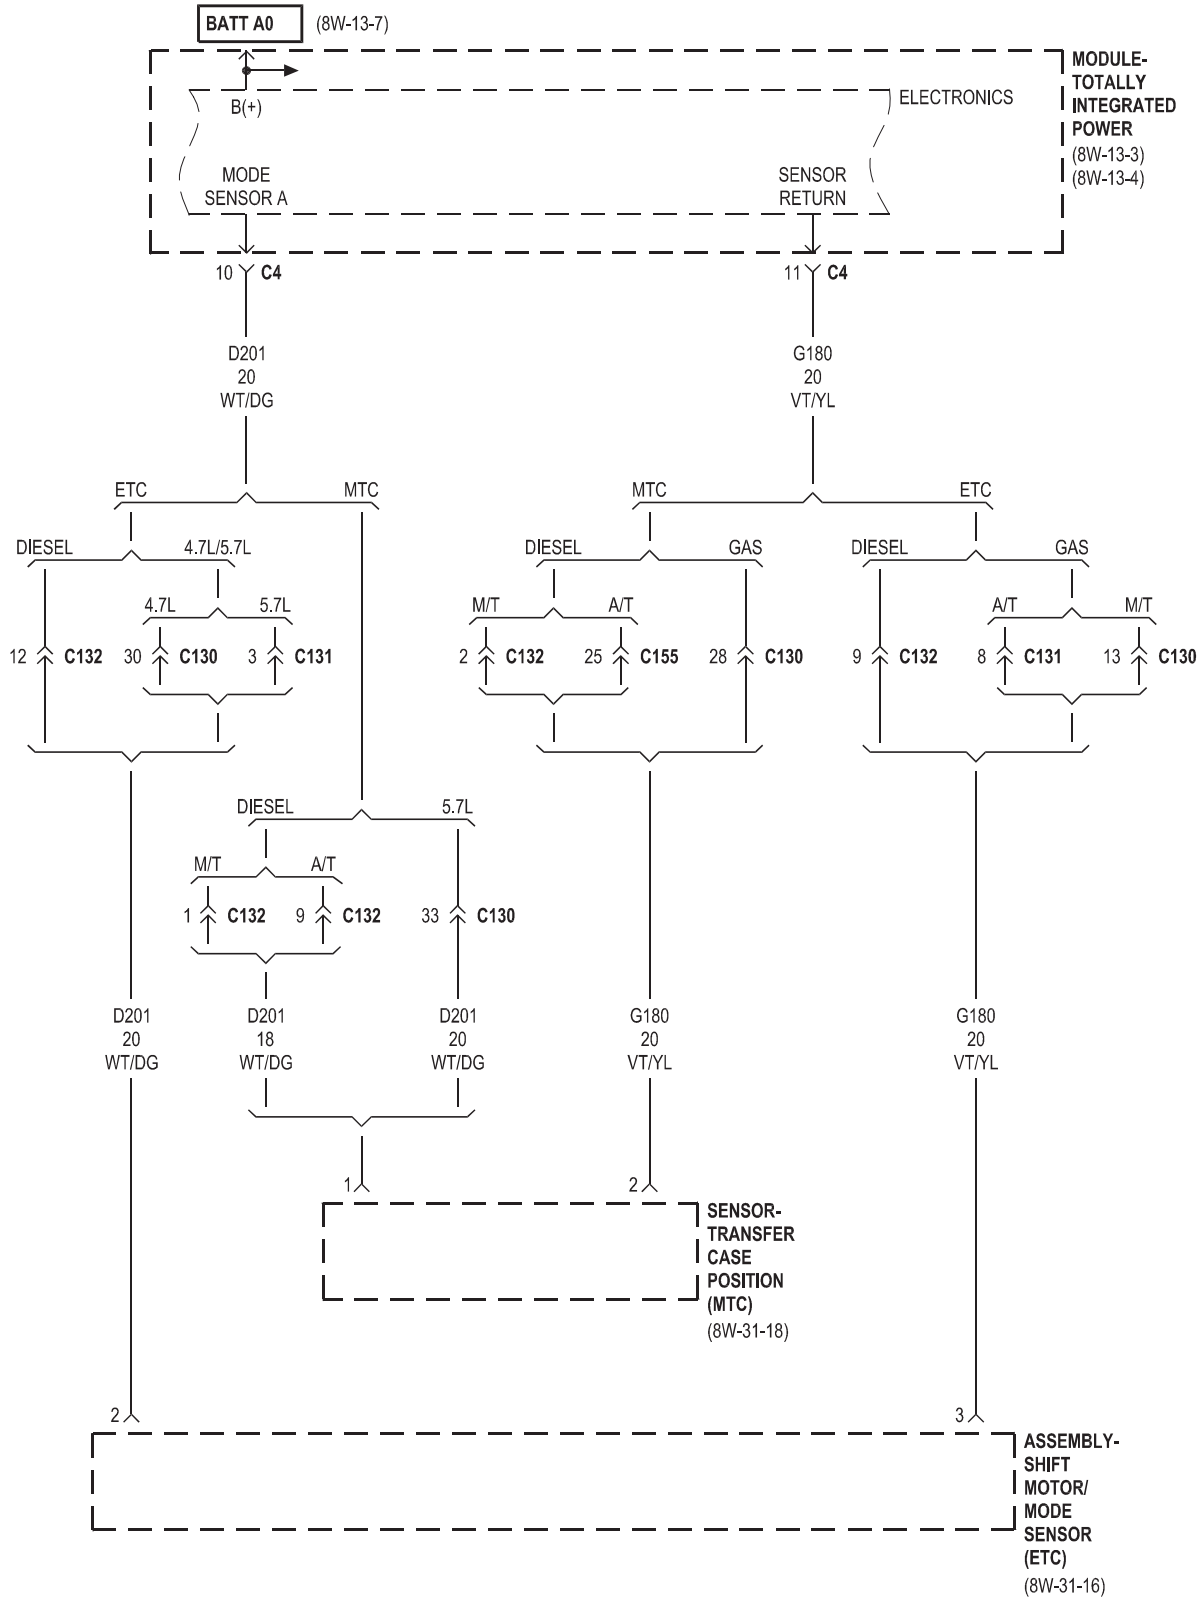 BATT A0 (8W-13-7)
MODULE-
TOTALLY
INTEGRATED
POWER
(8W-13-3)
(8W-13-4)
B(+)
ELECTRONICS
MODE
SENSOR A
SENSOR
RETURN
10 C4
11 C4
D201
20
WT/DG
G180
20
VT/YL
ETC MTC
MTC ETC
DIESEL 4.7L/5.7L
DIESEL GAS
DIESEL GAS
4.7L 5.7L
M/T A/T
A/T M/T
12 C132 30 C130 3 C131
2 C132 25 C155 28 C130
9 C132 8 C131 13 C130
DIESEL 5.7L
M/T A/T
1 C132 9 C132 33 C130
D201
20
WT/DG
D201
18
WT/DG
D201
20
WT/DG
G180
20
VT/YL
G180
20
VT/YL
1 2
SENSOR-
TRANSFER
CASE
POSITION
(MTC)
(8W-31-18)
2 3
ASSEMBLY-
SHIFT
MOTOR/
MODE
SENSOR
(ETC)
(8W-31-16)